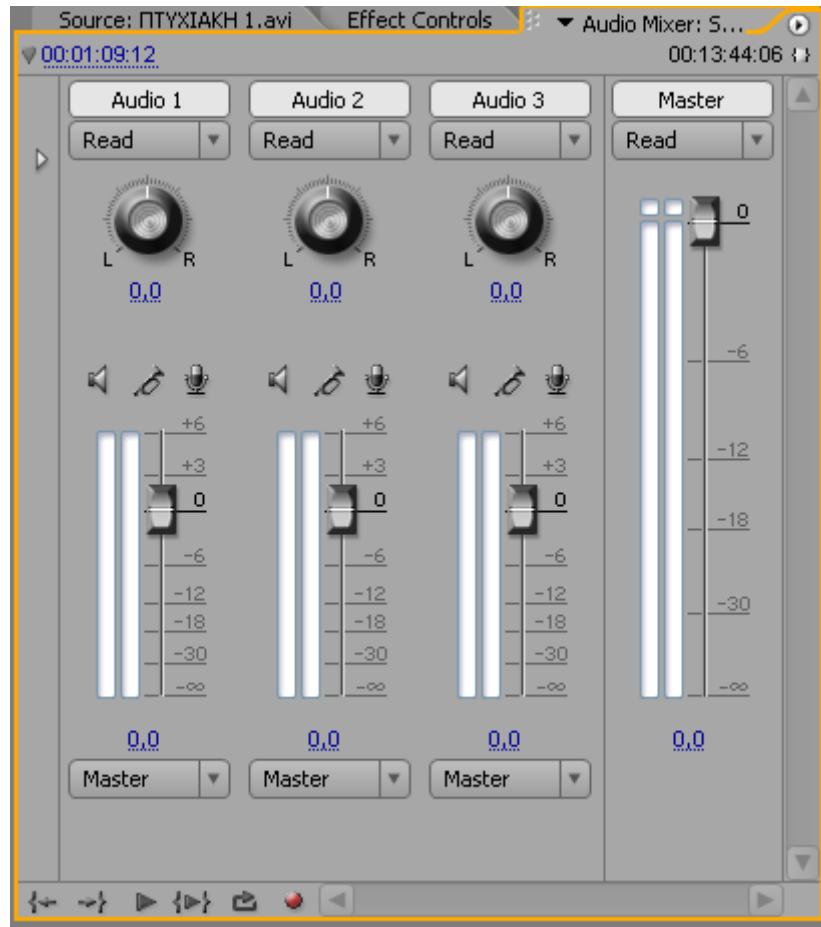 Source: ΠΤΥΧΙΑΚΗ 1.avi Effect Controls Audio Mixer: S...
00:01:09:12 00:13:44:06
Audio 1 Audio 2 Audio 3 Master
Read Read Read Read
L R L R L R
0,0 0,0 0,0
0
-6
-12
-18
-30
-∞
+6 +6 +6
+3 +3 +3
0 0 0
-6 -6 -6
-12 -12 -12
-18 -18 -18
-30 -30 -30
-∞ -∞ -∞
0,0 0,0 0,0 0,0
Master Master Master